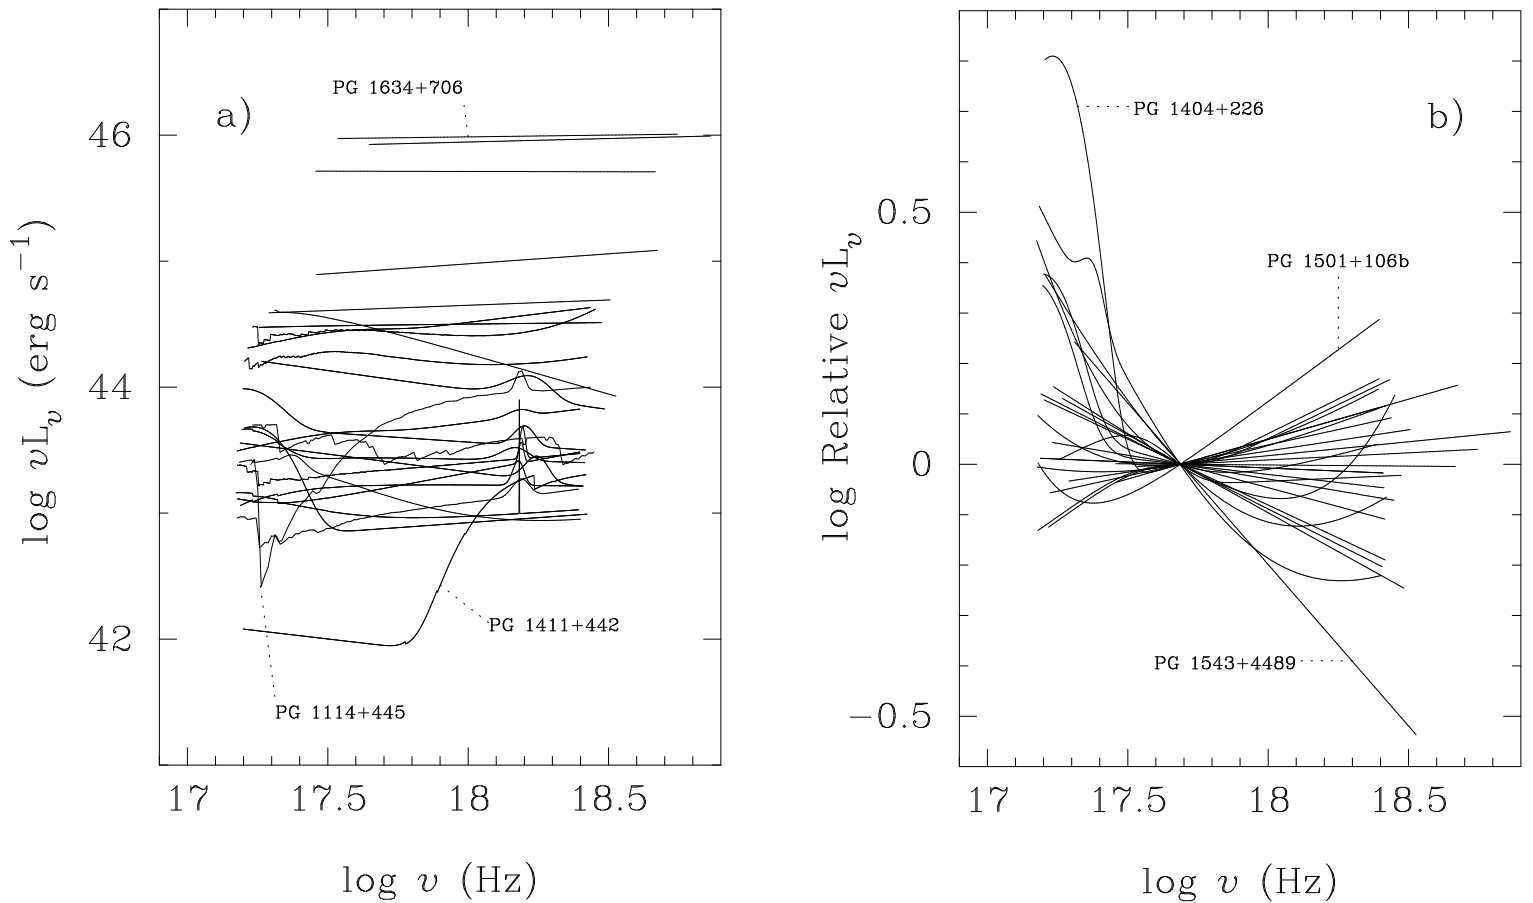 PG 1634+706
a)
46
44
42
log νLν (erg s−1)
PG 1411+442
PG 1114+445
17
17.5
18
18.5
log ν (Hz)
PG 1404+226
b)
0.5
0
−0.5
log Relative νLν
PG 1501+106b
PG 1543+4489
17
17.5
18
18.5
log ν (Hz)